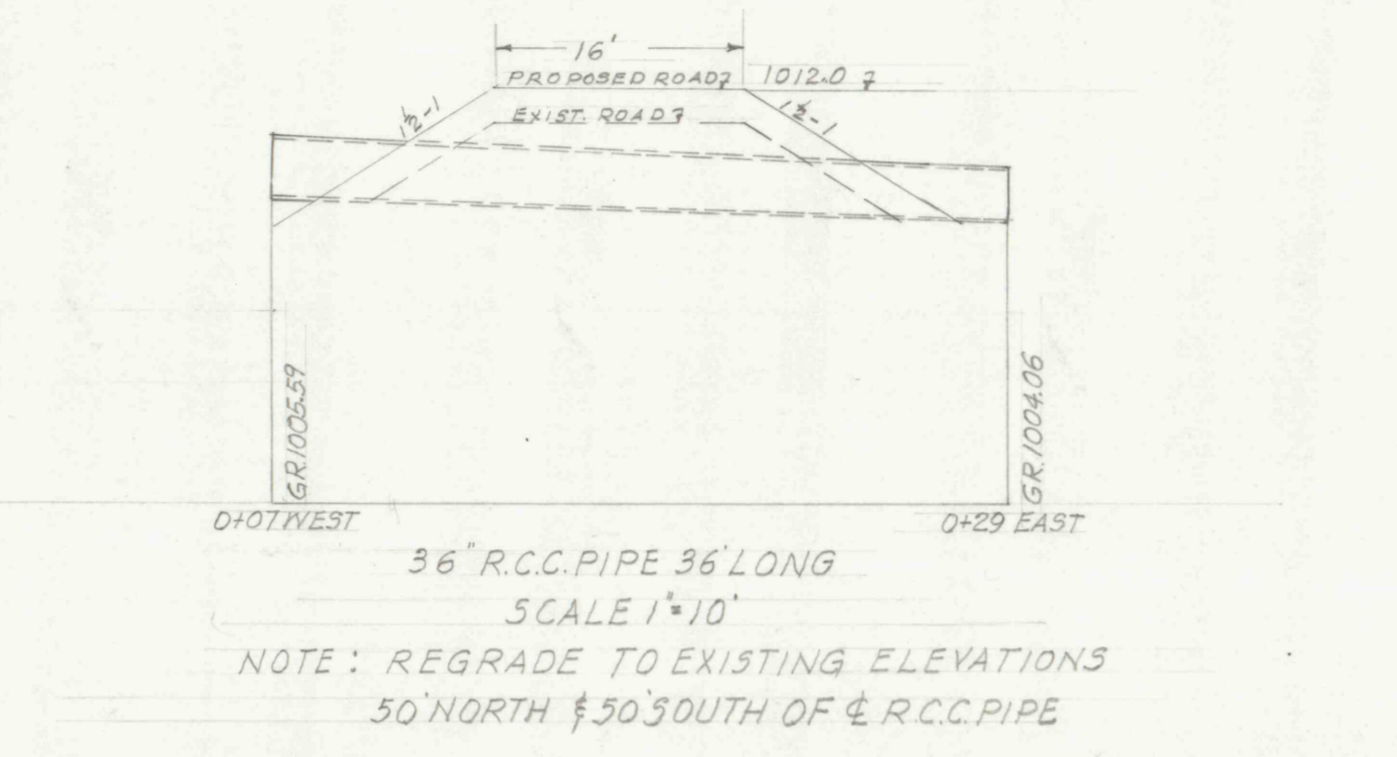 16'
PROPOSED ROAD 1012.0
1½-1 EXIST. ROAD 1½-1
GR.1005.59
GR.1004.06
0+07 WEST 0+29 EAST
36" R.C.C. PIPE 36' LONG
SCALE 1"=10'
NOTE: REGRADE TO EXISTING ELEVATIONS
50' NORTH & 50' SOUTH OF ℄ R.C.C. PIPE